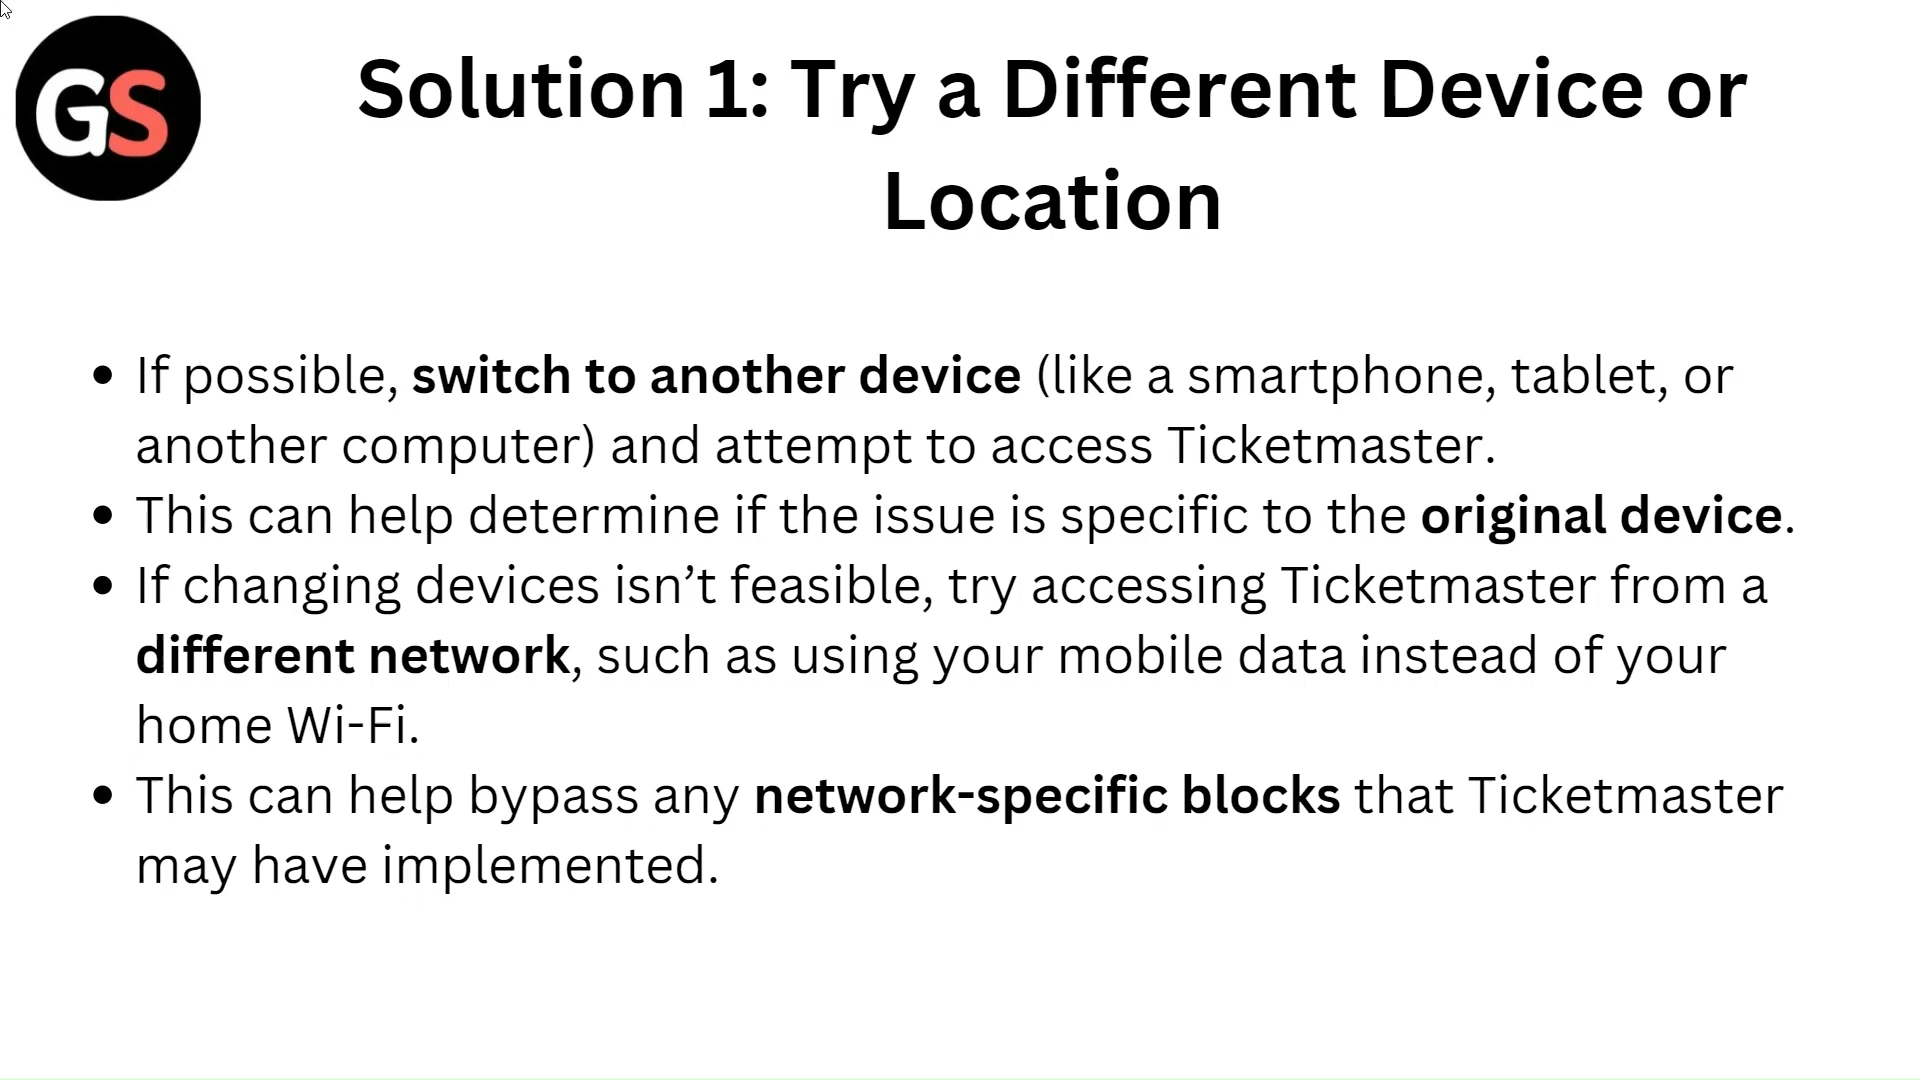 GS
Solution 1: Try a Different Device or
Location
• If possible, switch to another device (like a smartphone, tablet, or
another computer) and attempt to access Ticketmaster.
• This can help determine if the issue is specific to the original device.
• If changing devices isn’t feasible, try accessing Ticketmaster from a
different network, such as using your mobile data instead of your
home Wi-Fi.
• This can help bypass any network-specific blocks that Ticketmaster
may have implemented.